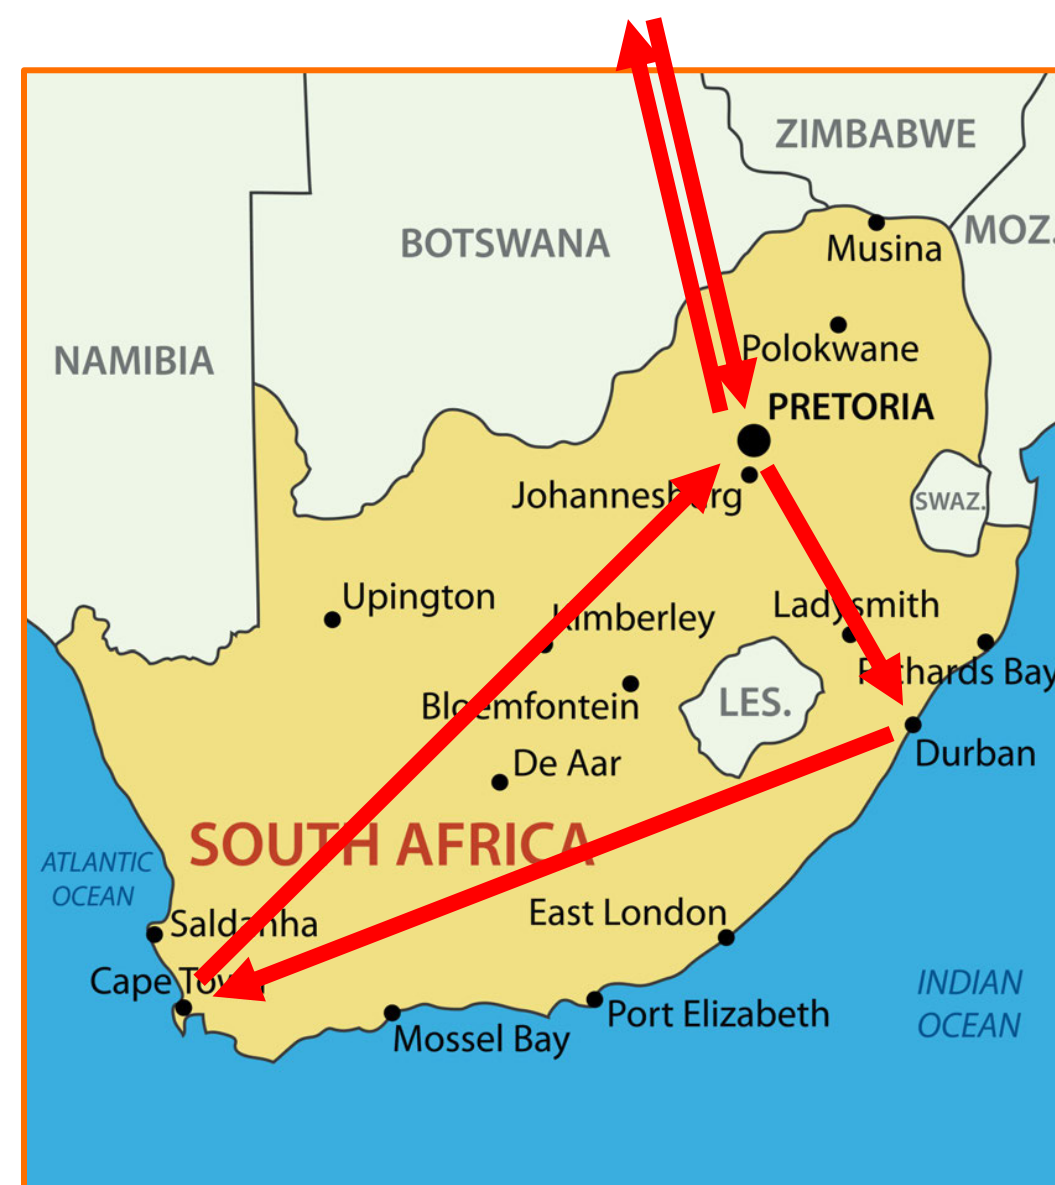 ZIMBABWE
BOTSWANA
Musina
MOZ.
NAMIBIA
Polokwane
PRETORIA
Johannesburg
SWAZ.
Upington
Kimberley
Ladysmith
Richards Bay
Bloemfontein
LES.
De Aar
Durban
SOUTH AFRICA
ATLANTIC
OCEAN
Saldanha
East London
Cape Town
INDIAN
OCEAN
Port Elizabeth
Mossel Bay